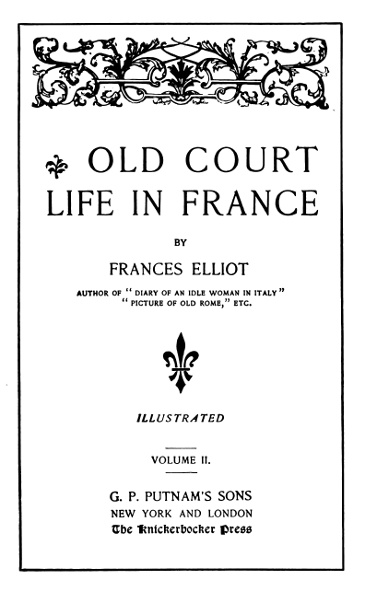 OLD COURT
LIFE IN FRANCE
BY
FRANCES ELLIOT
AUTHOR OF "DIARY OF AN IDLE WOMAN IN ITALY"
"PICTURE OF OLD ROME," ETC.
ILLUSTRATED
VOLUME II.
G. P. PUTNAM'S SONS
NEW YORK AND LONDON
The Knickerbocker Press